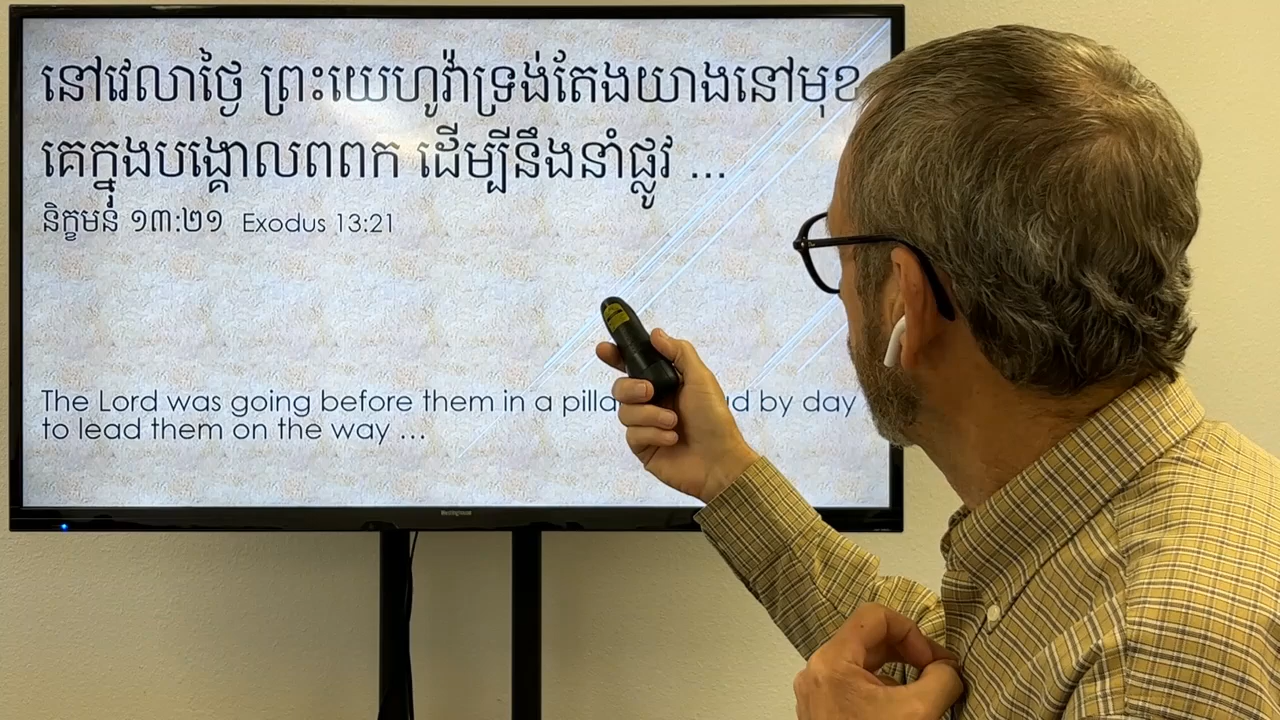 នៅវេលាថ្ងៃ ព្រះយេហូវ៉ាទ្រង់តែងយាងនៅមុខ
គេក្នុងបង្គោលពពក ដើម្បីនឹងនាំផ្លូវ ...
និក្ខមនំ ១៣:២១ Exodus 13:21
The Lord was going before them in a by day
to lead them on the way ...
Westinghouse